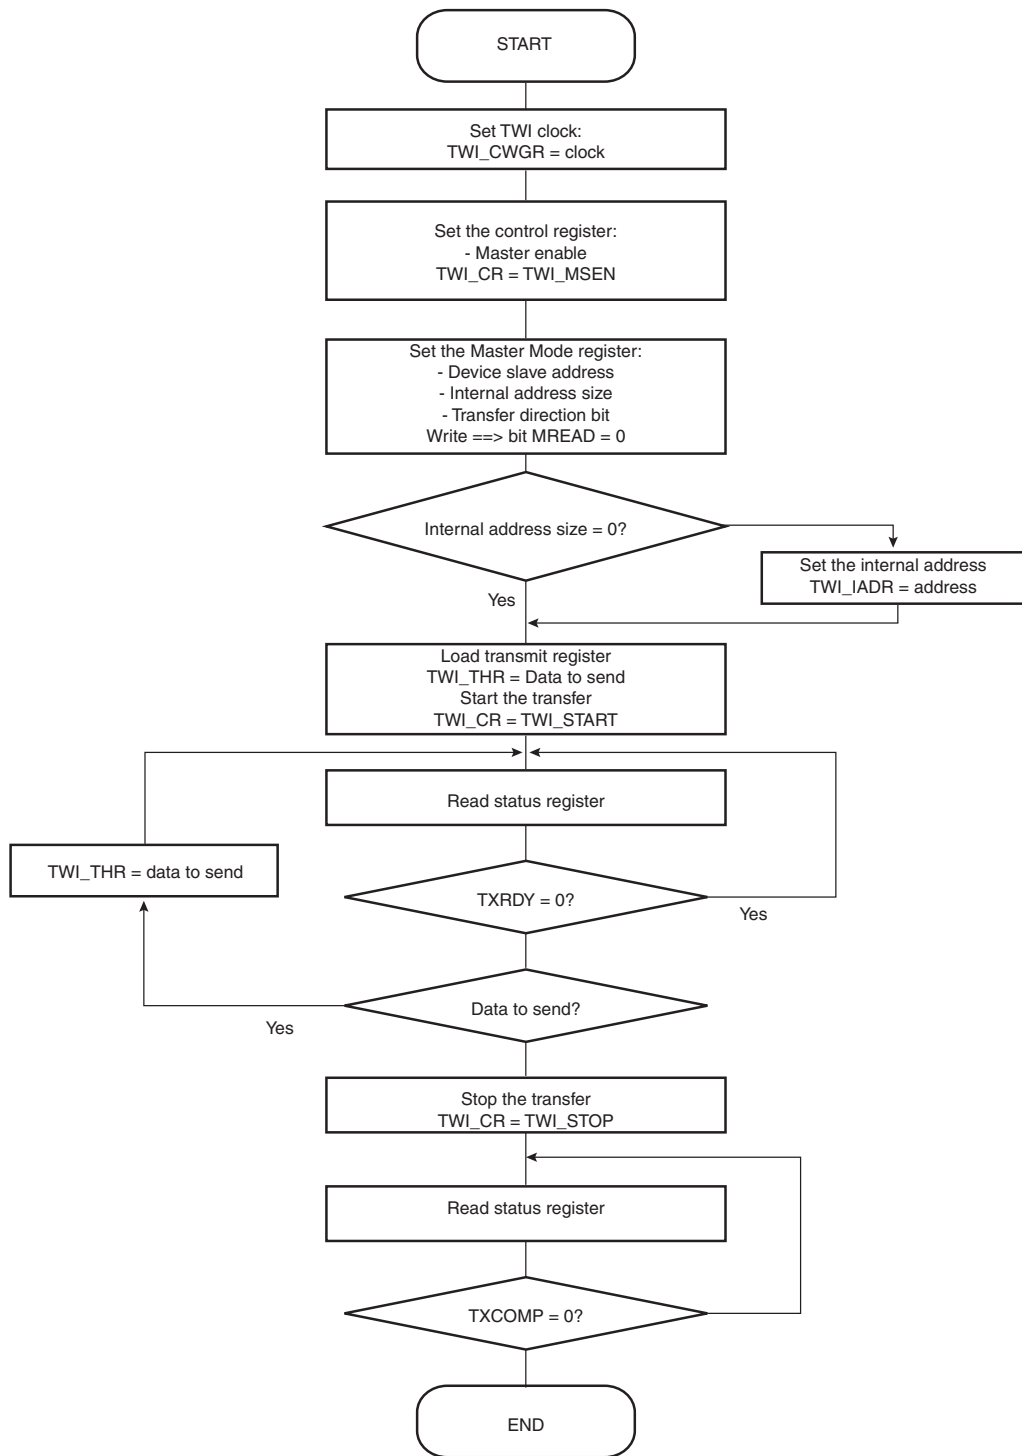 START
Set TWI clock:
TWI_CWGR = clock
Set the control register:
- Master enable
TWI_CR = TWI_MSEN
Set the Master Mode register:
- Device slave address
- Internal address size
- Transfer direction bit
Write ==> bit MREAD = 0
Internal address size = 0?
Set the internal address
TWI_IADR = address
Yes
Load transmit register
TWI_THR = Data to send
Start the transfer
TWI_CR = TWI_START
Read status register
TWI_THR = data to send
TXRDY = 0?
Yes
Data to send?
Yes
Stop the transfer
TWI_CR = TWI_STOP
Read status register
TXCOMP = 0?
END